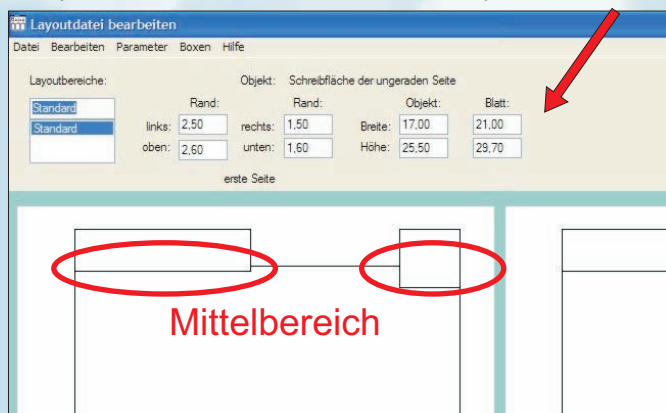 Layoutdatei bearbeiten
Datei Bearbeiten Parameter Boxen Hilfe
Layoutbereiche: Objekt: Schreibfläche der ungeraden Seite
Standard Rand: Rand: Objekt: Blatt:
Standard links: 2,50 rechts: 1,50 Breite: 17,00 21,00
oben: 2,60 unten: 1,60 Höhe: 25,50 29,70
erste Seite
Mittelbereich